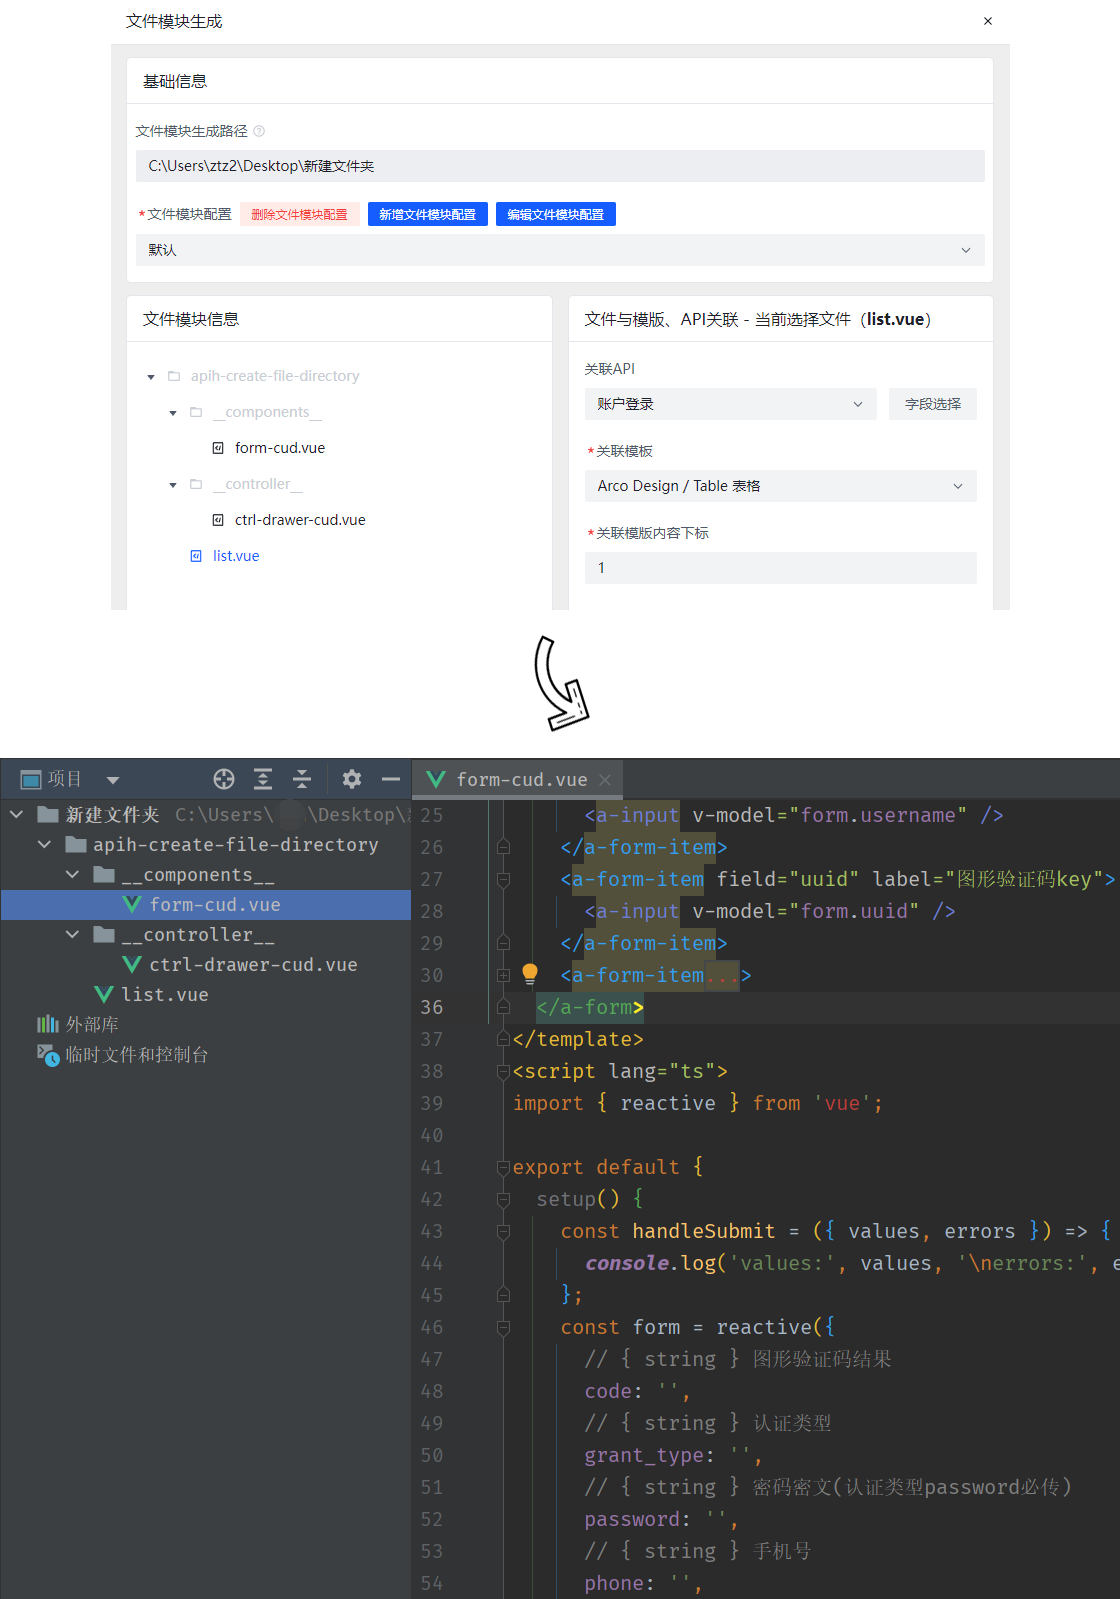 文件模块生成
基础信息
文件模块生成路径
C:\Users\ztz2\Desktop\新建文件夹
*文件模块配置 删除文件模块配置 新增文件模块配置 编辑文件模块配置
默认
文件模块信息
apih-create-file-directory
__components__
form-cud.vue
__controller__
ctrl-drawer-cud.vue
list.vue
文件与模版、API关联 - 当前选择文件（list.vue）
关联API
账户登录 字段选择
*关联模板
Arco Design / Table 表格
*关联模版内容下标
1
项目
新建文件夹 C:\Users\ \Desktop\
apih-create-file-directory
__components__
form-cud.vue
__controller__
ctrl-drawer-cud.vue
list.vue
外部库
临时文件和控制台
form-cud.vue
25 <a-input v-model="form.username" />
26 </a-form-item>
27 <a-form-item field="uuid" label="图形验证码key">
28 <a-input v-model="form.uuid" />
29 </a-form-item>
30 <a-form-item...>
36 </a-form>
37 </template>
38 <script lang="ts">
39 import { reactive } from 'vue';
40
41 export default {
42 setup() {
43 const handleSubmit = ({ values, errors }) => {
44 console.log('values:', values, '\nerrors:', e
45 };
46 const form = reactive({
47 // { string } 图形验证码结果
48 code: '',
49 // { string } 认证类型
50 grant_type: '',
51 // { string } 密码密文(认证类型password必传)
52 password: '',
53 // { string } 手机号
54 phone: '',